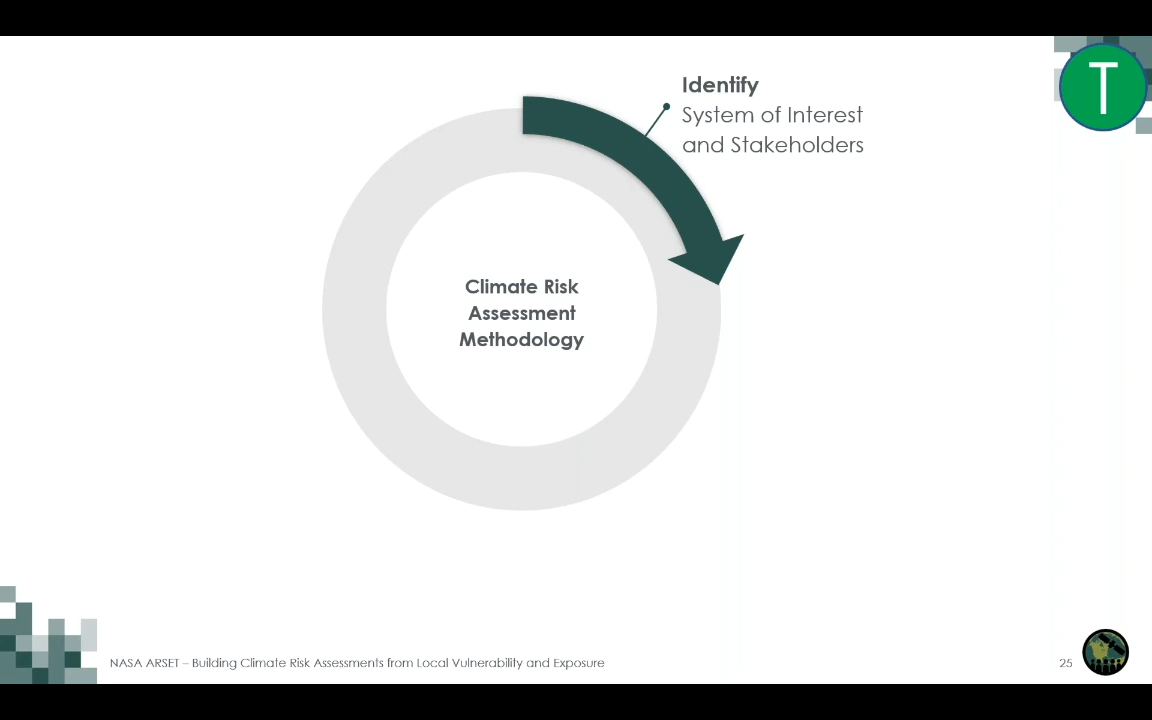 Identify
System of Interest
and Stakeholders
T
Climate Risk
Assessment
Methodology
NASA ARSET – Building Climate Risk Assessments from Local Vulnerability and Exposure
25